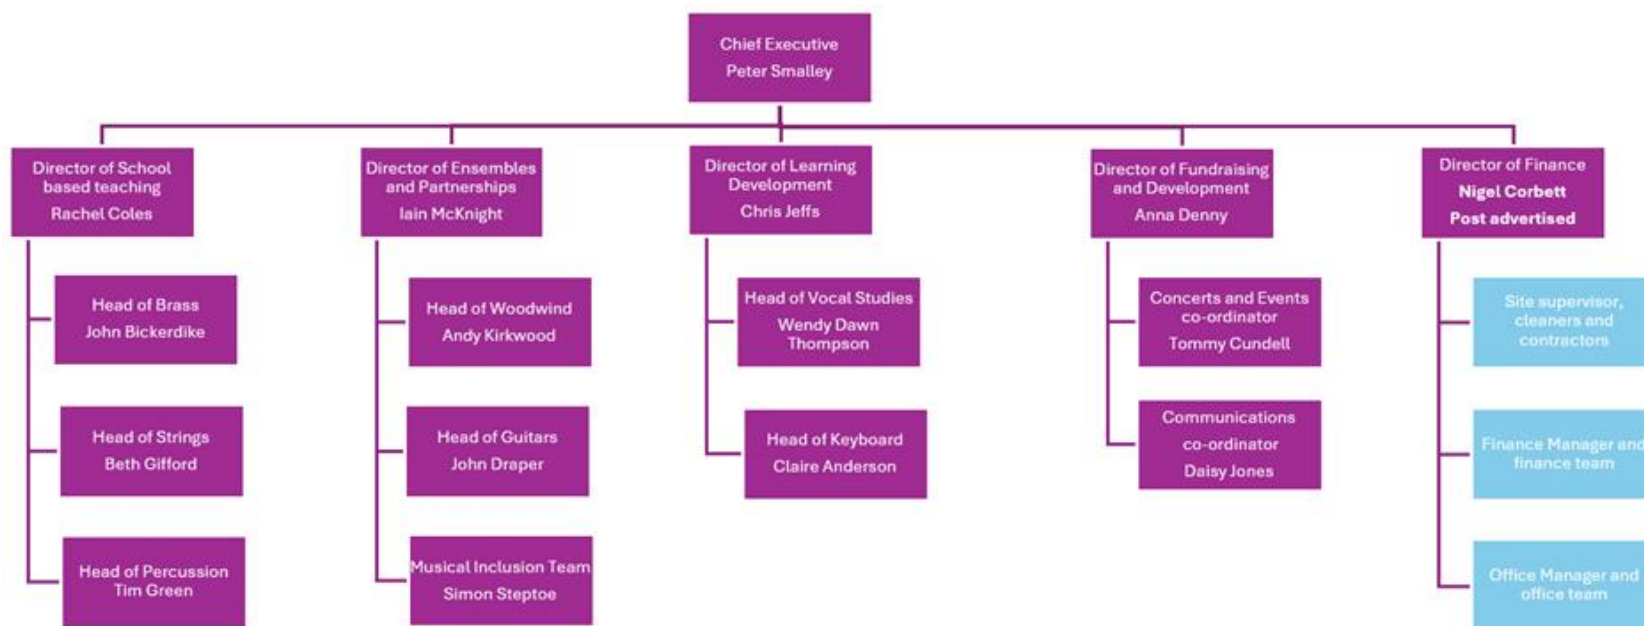 Chief Executive
Peter Smalley
Director of School
based teaching
Rachel Coles
Director of Ensembles
and Partnerships
Iain McKnight
Director of Learning
Development
Chris Jeffs
Director of Fundraising
and Development
Anna Denny
Director of Finance
Nigel Corbett
Post advertised
Head of Brass
John Bickerdike
Head of Strings
Beth Gifford
Head of Percussion
Tim Green
Head of Woodwind
Andy Kirkwood
Head of Guitars
John Draper
Musical Inclusion Team
Simon Steptoe
Head of Vocal Studies
Wendy Dawn
Thompson
Head of Keyboard
Claire Anderson
Concerts and Events
co-ordinator
Tommy Cundell
Communications
co-ordinator
Daisy Jones
Site supervisor,
cleaners and
contractors
Finance Manager and
finance team
Office Manager and
office team